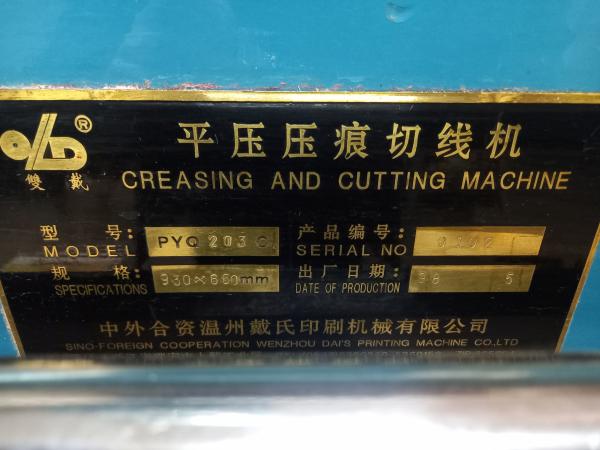 ®
雙戴
平压压痕切线机
CREASING AND CUTTING MACHINE
型 号: PYQ 203 C
MODEL
产品编号:
SERIAL NO
规 格: 930×660mm
SPECIFICATIONS
出厂日期: 98 5
DATE OF PRODUCTION
中外合资温州戴氏印刷机械有限公司
SINO-FOREIGN COOPERATION WENZHOU DAI'S PRINTING MACHINE CO.,LTD